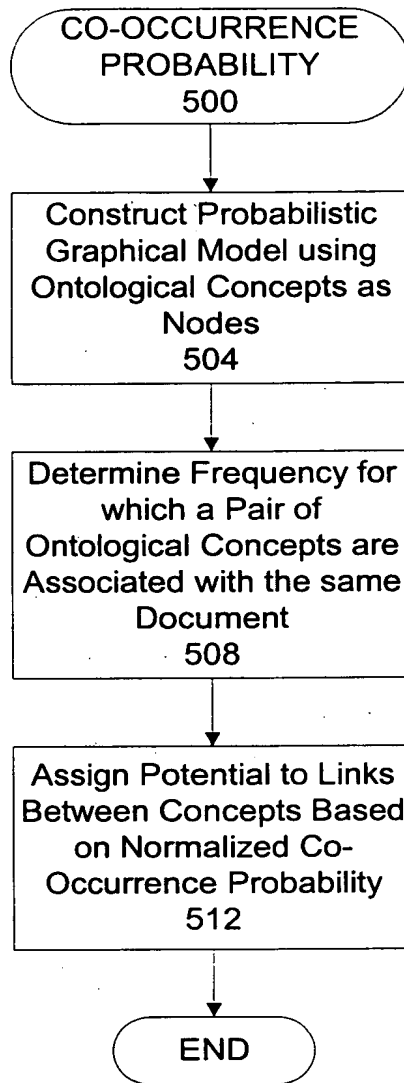 CO-OCCURRENCE
PROBABILITY
500
Construct Probabilistic
Graphical Model using
Ontological Concepts as
Nodes
504
Determine Frequency for
which a Pair of
Ontological Concepts are
Associated with the same
Document
508
Assign Potential to Links
Between Concepts Based
on Normalized Co-
Occurrence Probability
512
END